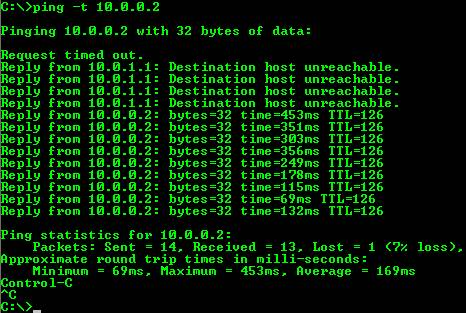 C:\>ping -t 10.0.0.2
Pinging 10.0.0.2 with 32 bytes of data:
Request timed out.
Reply from 10.0.1.1: Destination host unreachable.
Reply from 10.0.1.1: Destination host unreachable.
Reply from 10.0.1.1: Destination host unreachable.
Reply from 10.0.1.1: Destination host unreachable.
Reply from 10.0.0.2: bytes=32 time=453ms TTL=126
Reply from 10.0.0.2: bytes=32 time=351ms TTL=126
Reply from 10.0.0.2: bytes=32 time=303ms TTL=126
Reply from 10.0.0.2: bytes=32 time=356ms TTL=126
Reply from 10.0.0.2: bytes=32 time=249ms TTL=126
Reply from 10.0.0.2: bytes=32 time=178ms TTL=126
Reply from 10.0.0.2: bytes=32 time=115ms TTL=126
Reply from 10.0.0.2: bytes=32 time=69ms TTL=126
Reply from 10.0.0.2: bytes=32 time=132ms TTL=126
Ping statistics for 10.0.0.2:
Packets: Sent = 14, Received = 13, Lost = 1 (7% loss),
Approximate round trip times in milli-seconds:
Minimum = 69ms, Maximum = 453ms, Average = 169ms
Control-C
^C
C:\>_